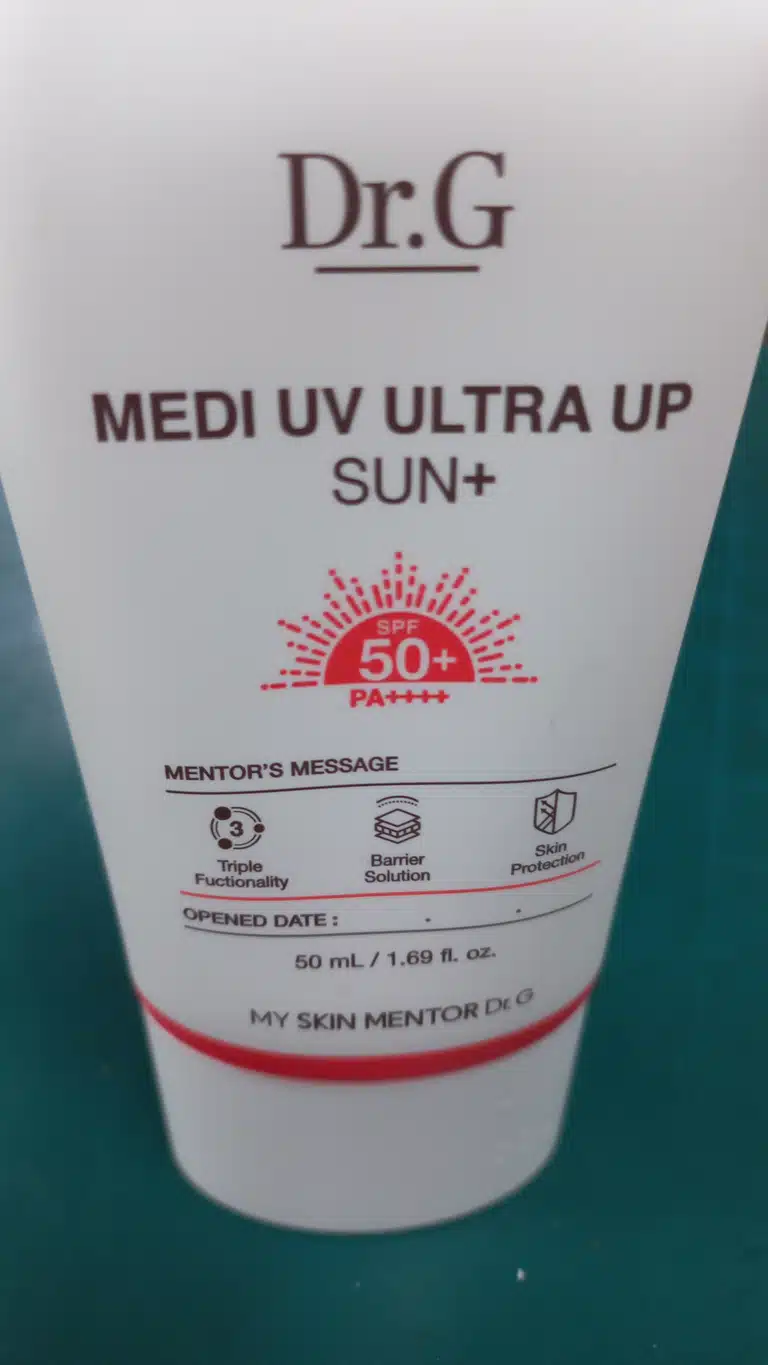 Dr.G
MEDI UV ULTRA UP
SUN+
SPF
50+
PA++++
MENTOR'S MESSAGE
3
Triple
Fuctionality
Barrier
Solution
Skin
Protection
OPENED DATE : . .
50 mL / 1.69 fl. oz.
MY SKIN MENTOR Dr. G